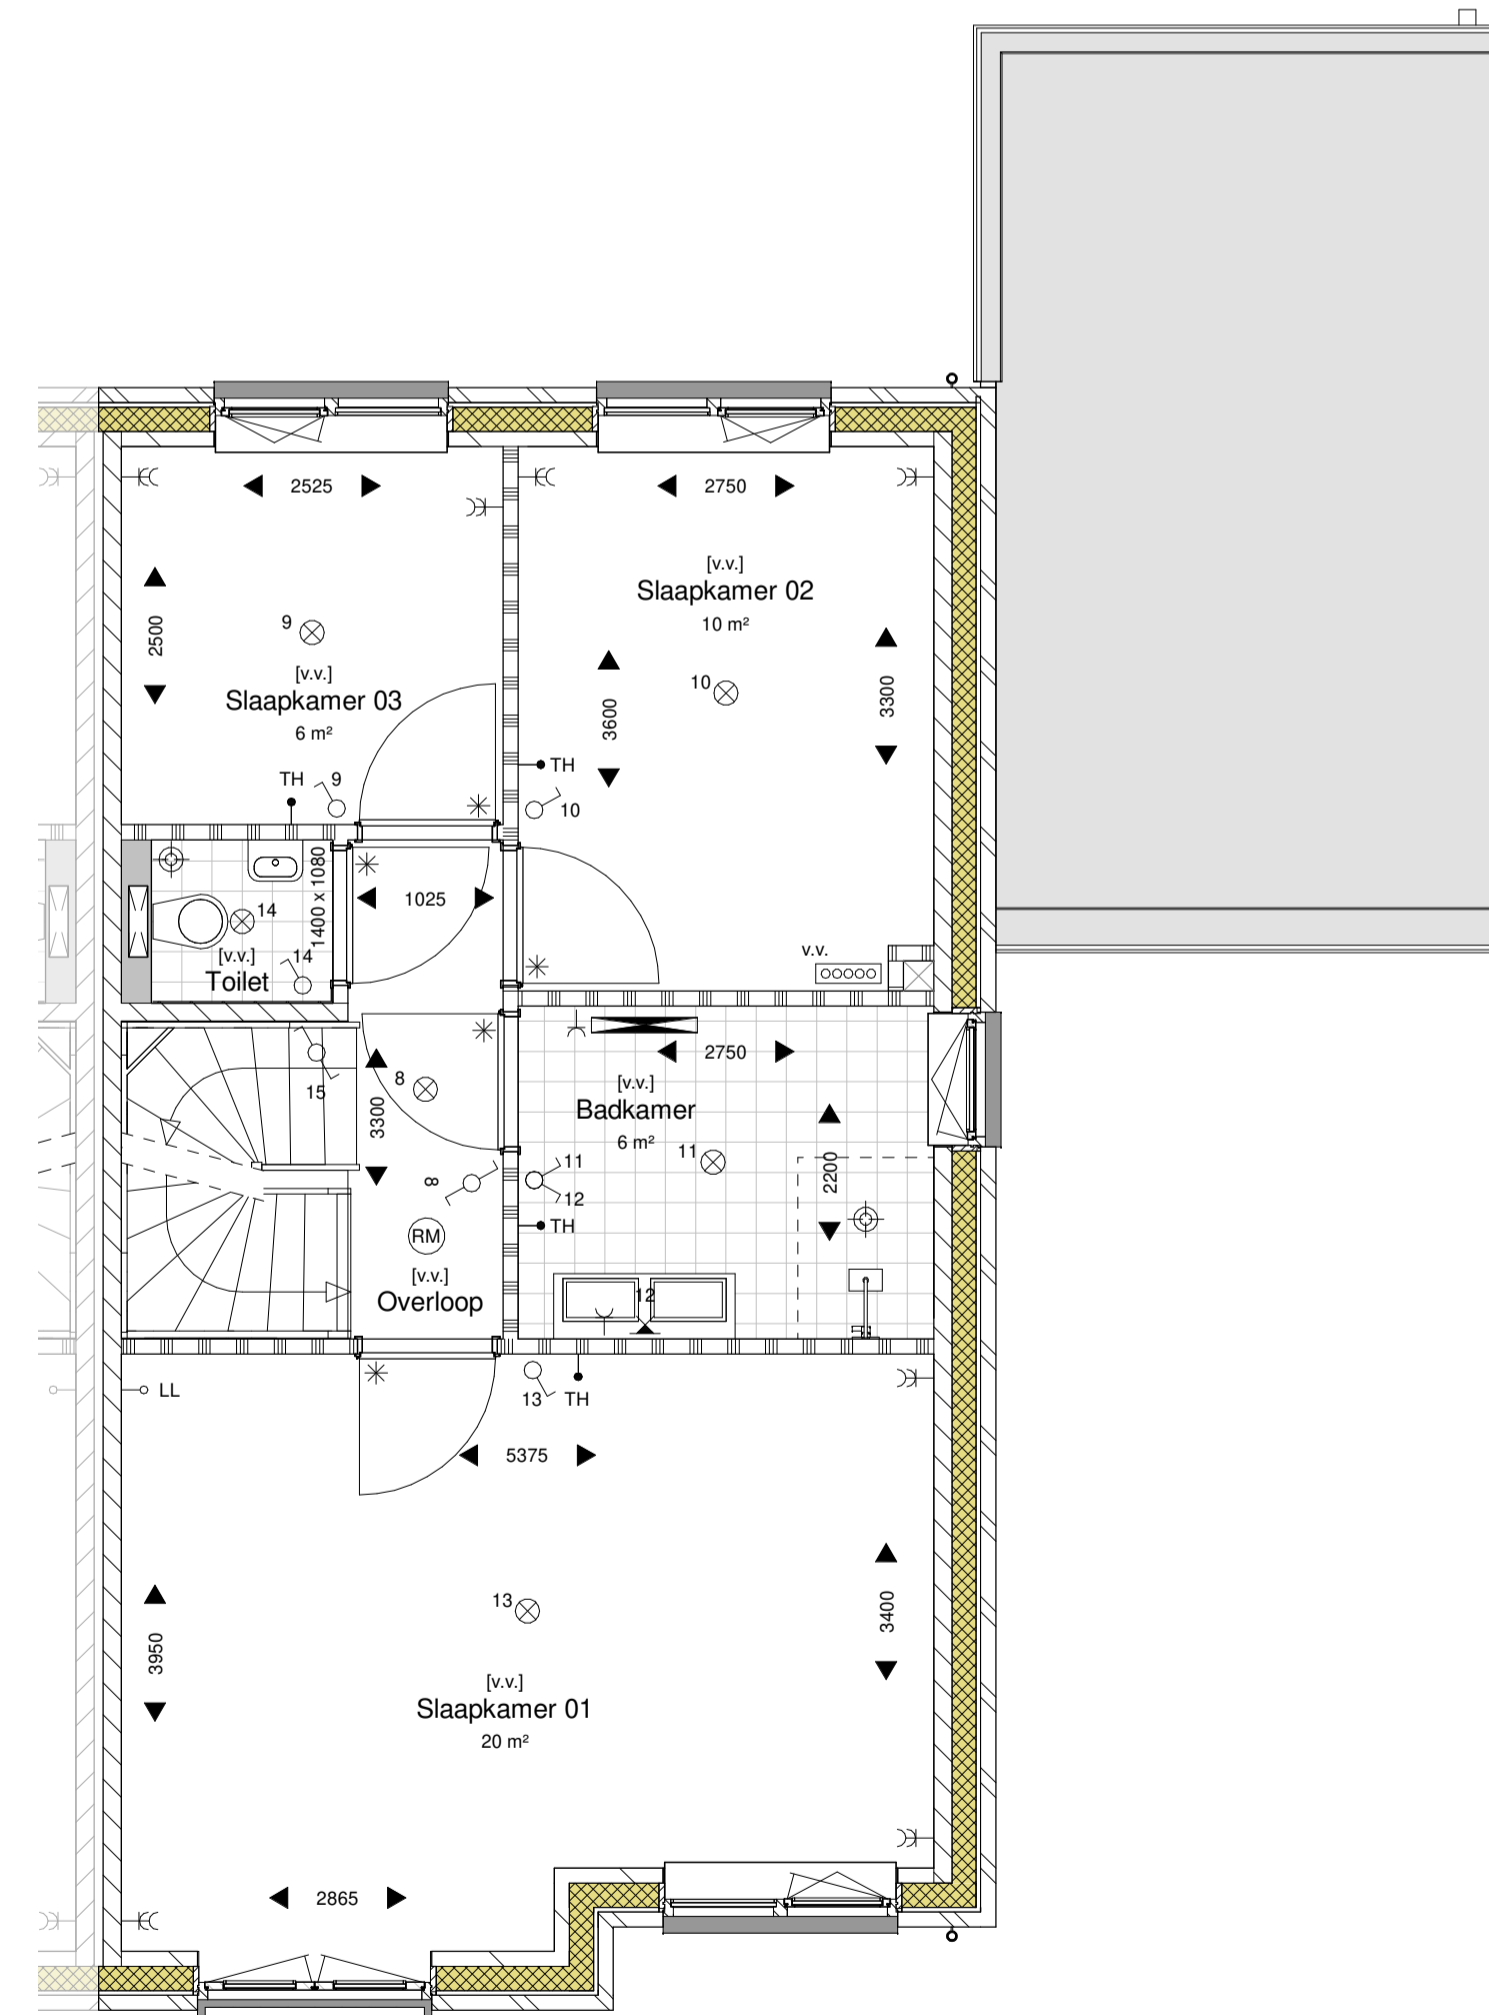 2525
2750
[v.v.]
Slaapkamer 02
10 m²
2500
9
[v.v.]
Slaapkamer 03
6 m²
10
3600
3300
TH
9
TH
10
1400 x 1080
1025
14
[v.v.]
14
Toilet
v.v.
15
8
3300
2750
[v.v.]
Badkamer
6 m²
11
2200
8
11
12
TH
RM
[v.v.]
Overloop
12
LL
13
TH
5375
13
3950
3400
[v.v.]
Slaapkamer 01
20 m²
2865